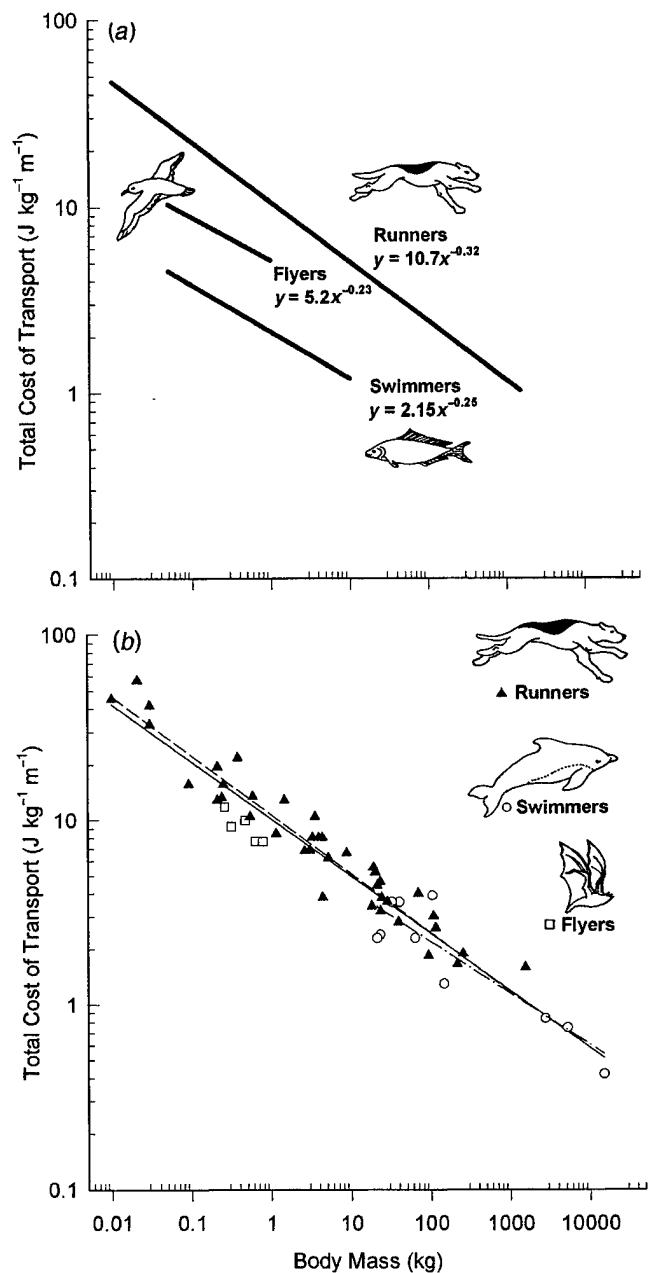 (a)
100
10
1
0.1
Total Cost of Transport (J kg⁻¹ m⁻¹)
Runners
y = 10.7x⁻⁰·³²
Flyers
y = 5.2x⁻⁰·²³
Swimmers
y = 2.15x⁻⁰·²⁵
(b)
100
10
1
0.1
Total Cost of Transport (J kg⁻¹ m⁻¹)
Runners
Swimmers
Flyers
0.01 0.1 1 10 100 1000 10000
Body Mass (kg)